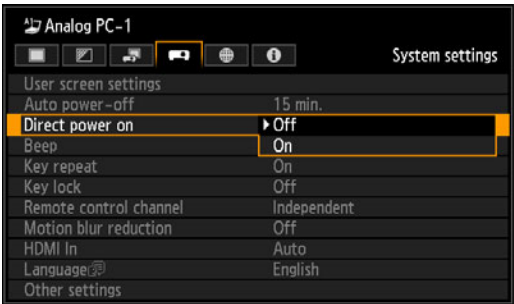 Analog PC-1
System settings
User screen settings
Auto power-off 15 min.
Direct power on Off
Beep On
Key repeat On
Key lock Off
Remote control channel Independent
Motion blur reduction Off
HDMI In Auto
Language English
Other settings